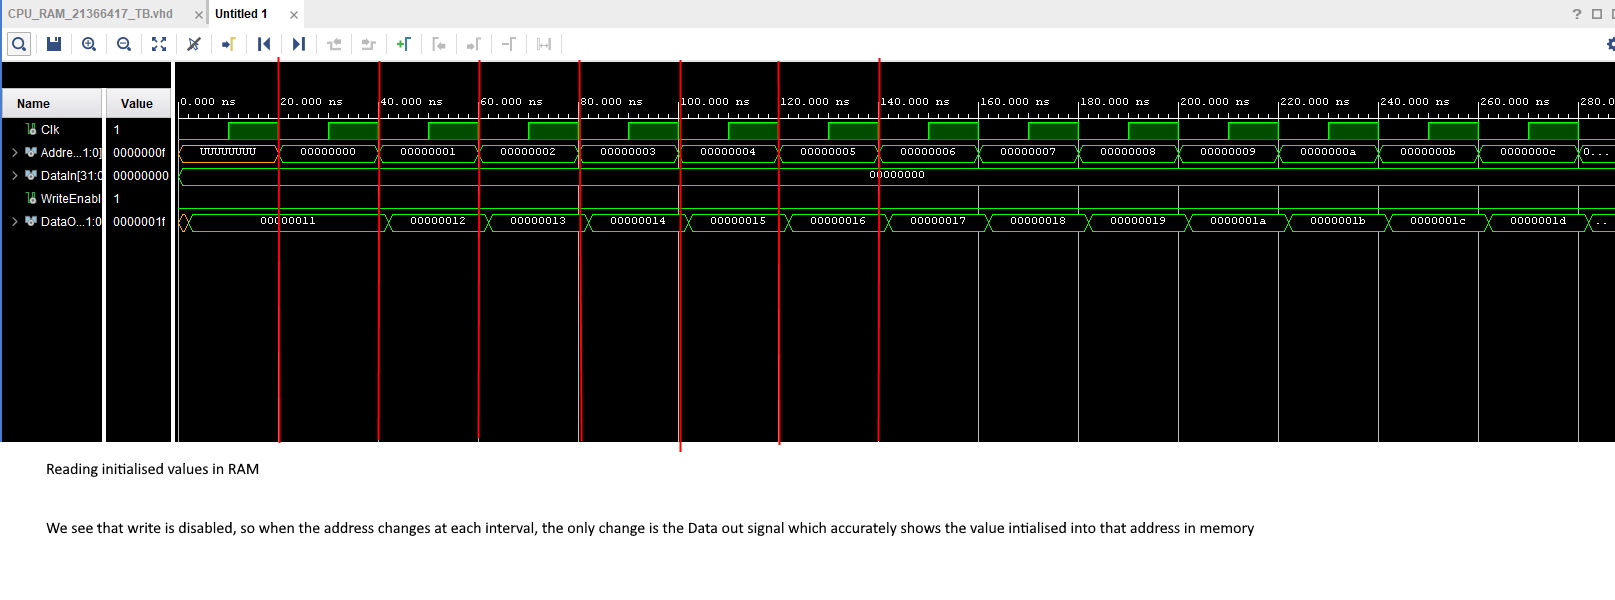 CPU_RAM_21366417_TB.vhd × Untitled 1 ×
?
Name Value 0.000 ns 20.000 ns 40.000 ns 60.000 ns 80.000 ns 100.000 ns 120.000 ns 140.000 ns 160.000 ns 180.000 ns 200.000 ns 220.000 ns 240.000 ns 260.000 ns 280.0
Clk 1
Addre...1:0] 0000000f UUUUUUUU 00000000 00000001 00000002 00000003 00000004 00000005 00000006 00000007 00000008 00000009 0000000a 0000000b 0000000c 0...
DataIn[31:0 00000000 00000000
WriteEnabl 1
DataO...1:0 0000001f 00000011 00000012 00000013 00000014 00000015 00000016 00000017 00000018 00000019 0000001a 0000001b 0000001c 0000001d ..
Reading initialised values in RAM
We see that write is disabled, so when the address changes at each interval, the only change is the Data out signal which accurately shows the value intialised into that address in memory